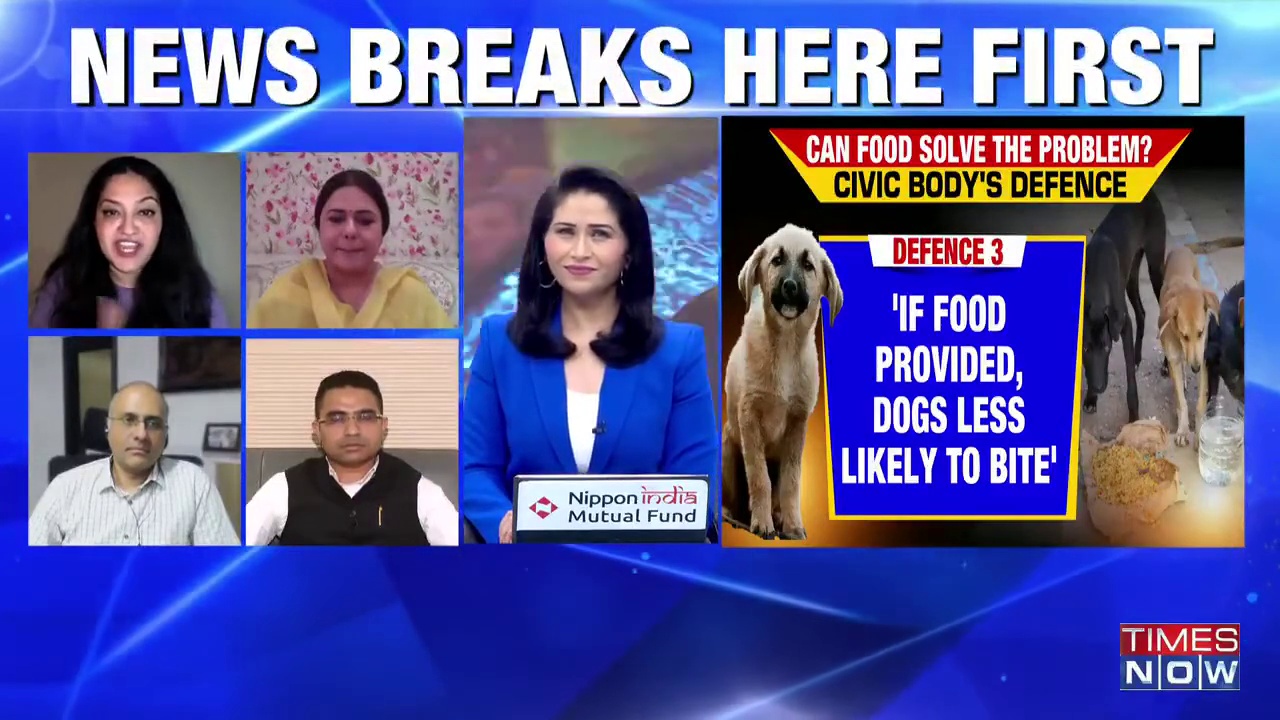 NEWS BREAKS HERE FIRST
CAN FOOD SOLVE THE PROBLEM?
CIVIC BODY'S DEFENCE
DEFENCE 3
'IF FOOD
PROVIDED,
DOGS LESS
LIKELY TO BITE'
Nippon india
Mutual Fund
TIMES
NOW